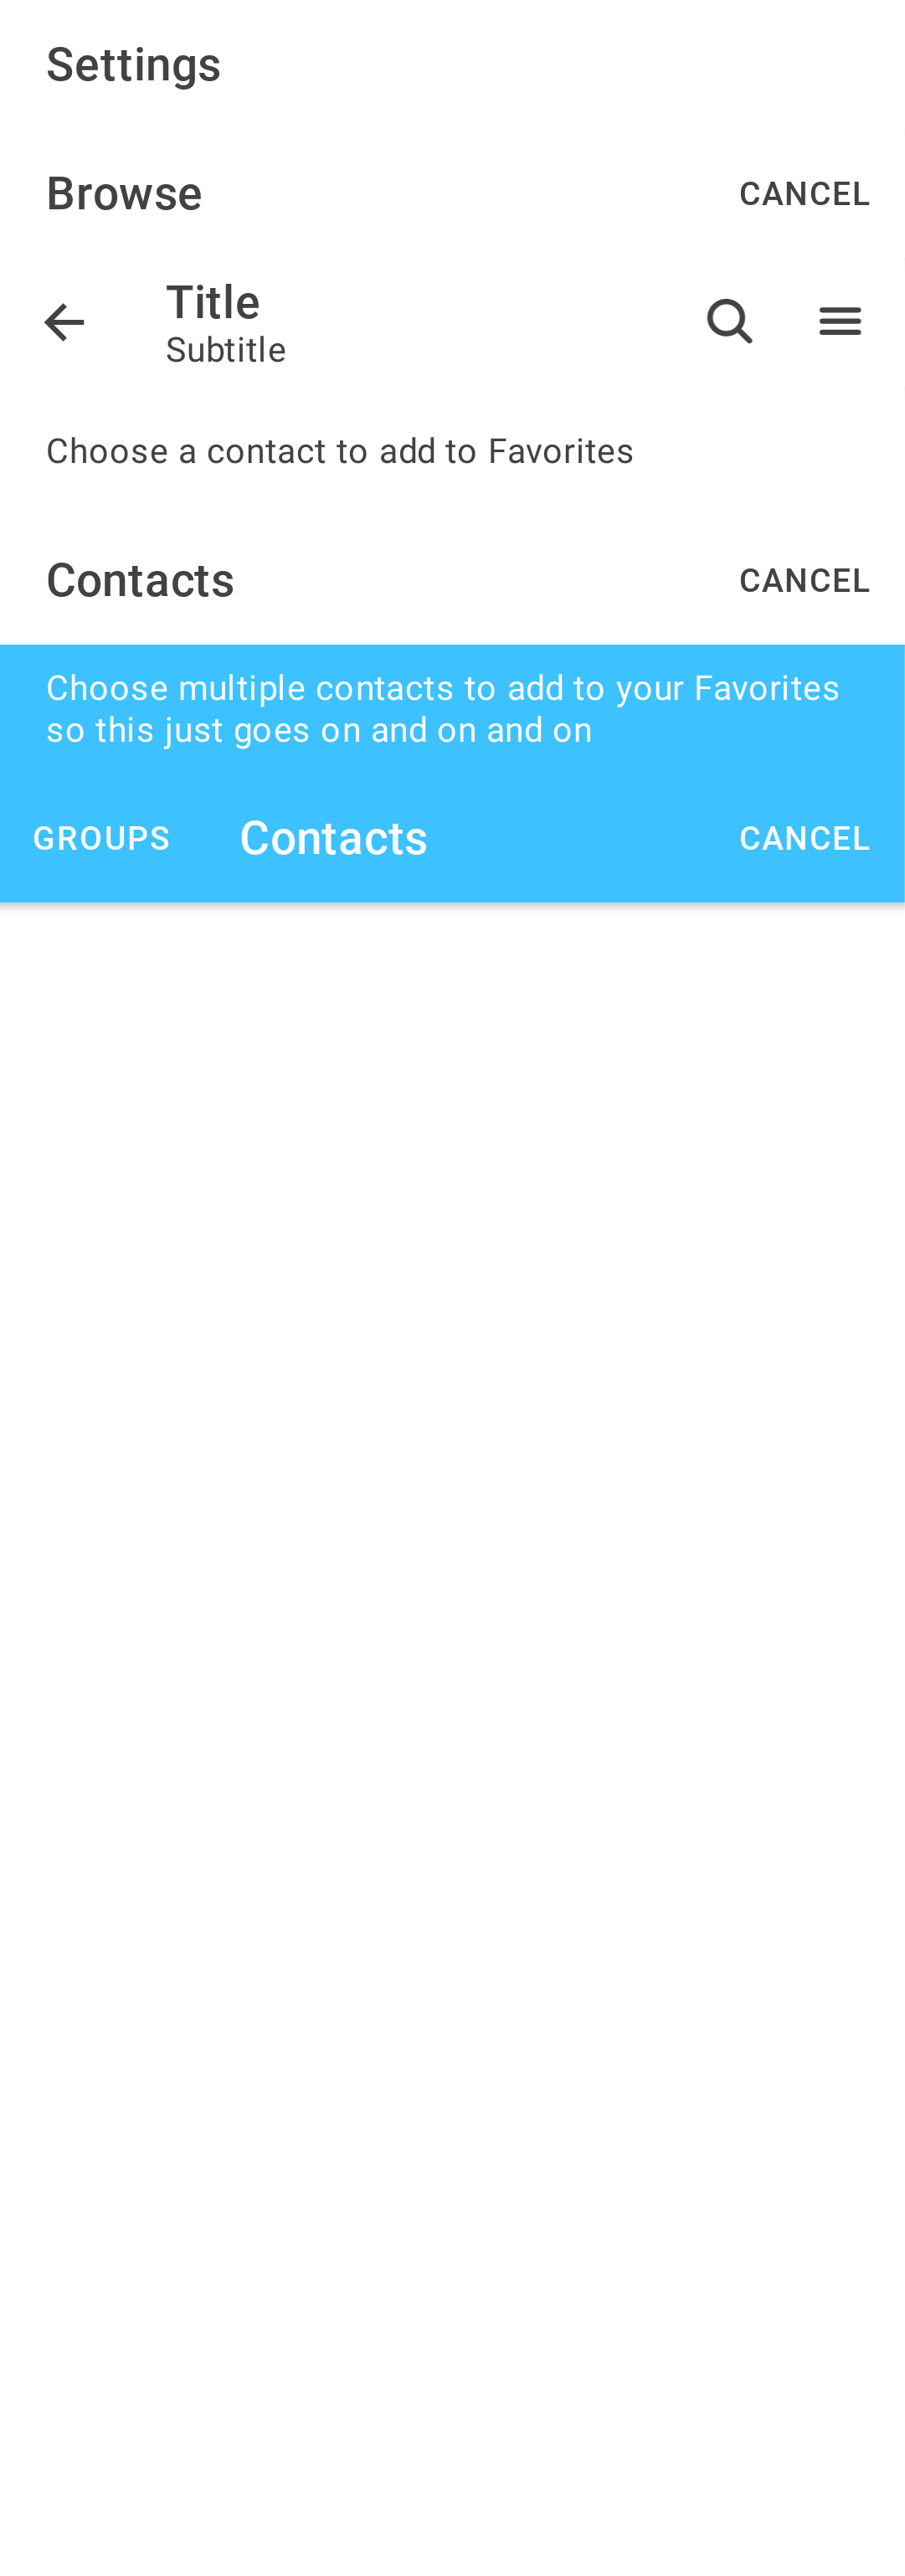 Settings
Browse CANCEL
Title
Subtitle
Choose a contact to add to Favorites
Contacts CANCEL
Choose multiple contacts to add to your Favorites
so this just goes on and on and on
GROUPS Contacts CANCEL